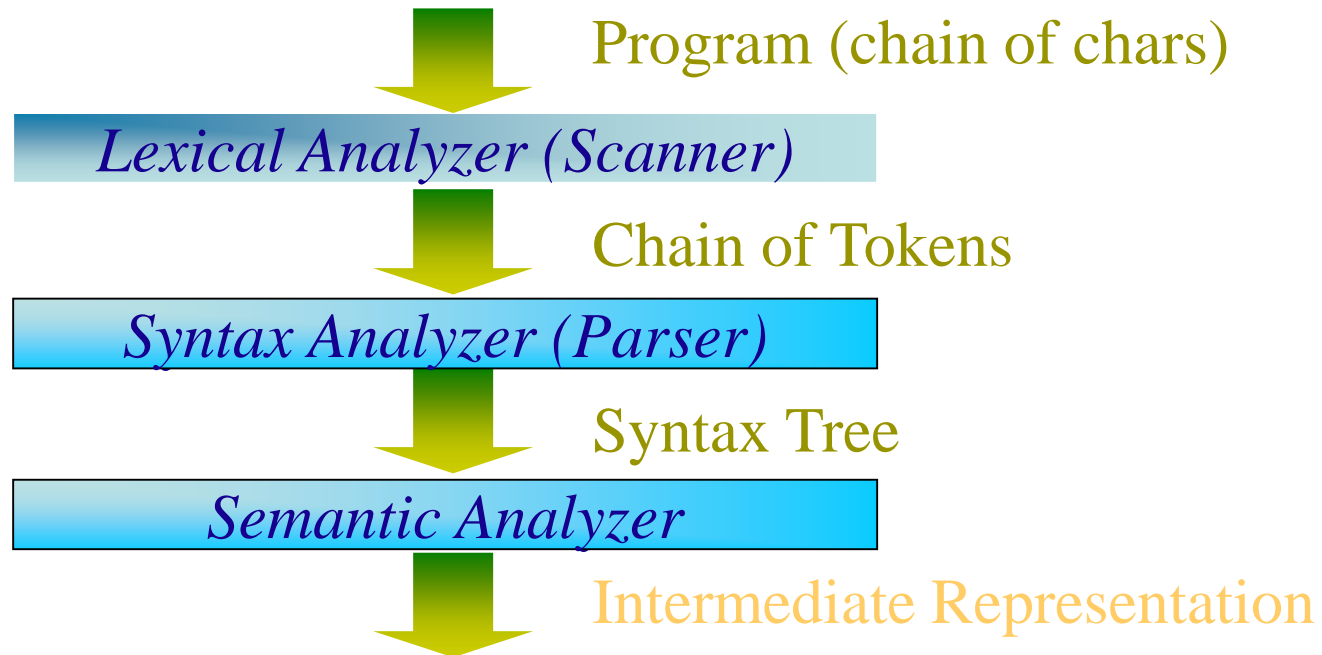 Program (chain of chars)
Lexical Analyzer (Scanner)
Chain of Tokens
Syntax Analyzer (Parser)
Syntax Tree
Semantic Analyzer
Intermediate Representation